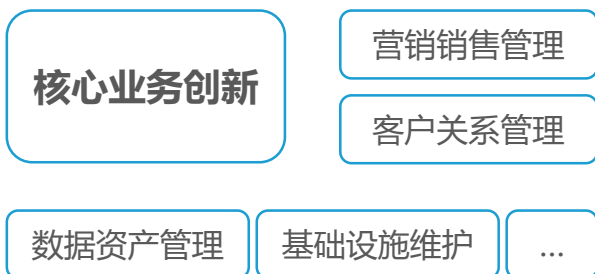 核心业务创新
营销销售管理
客户关系管理
数据资产管理
基础设施维护
...